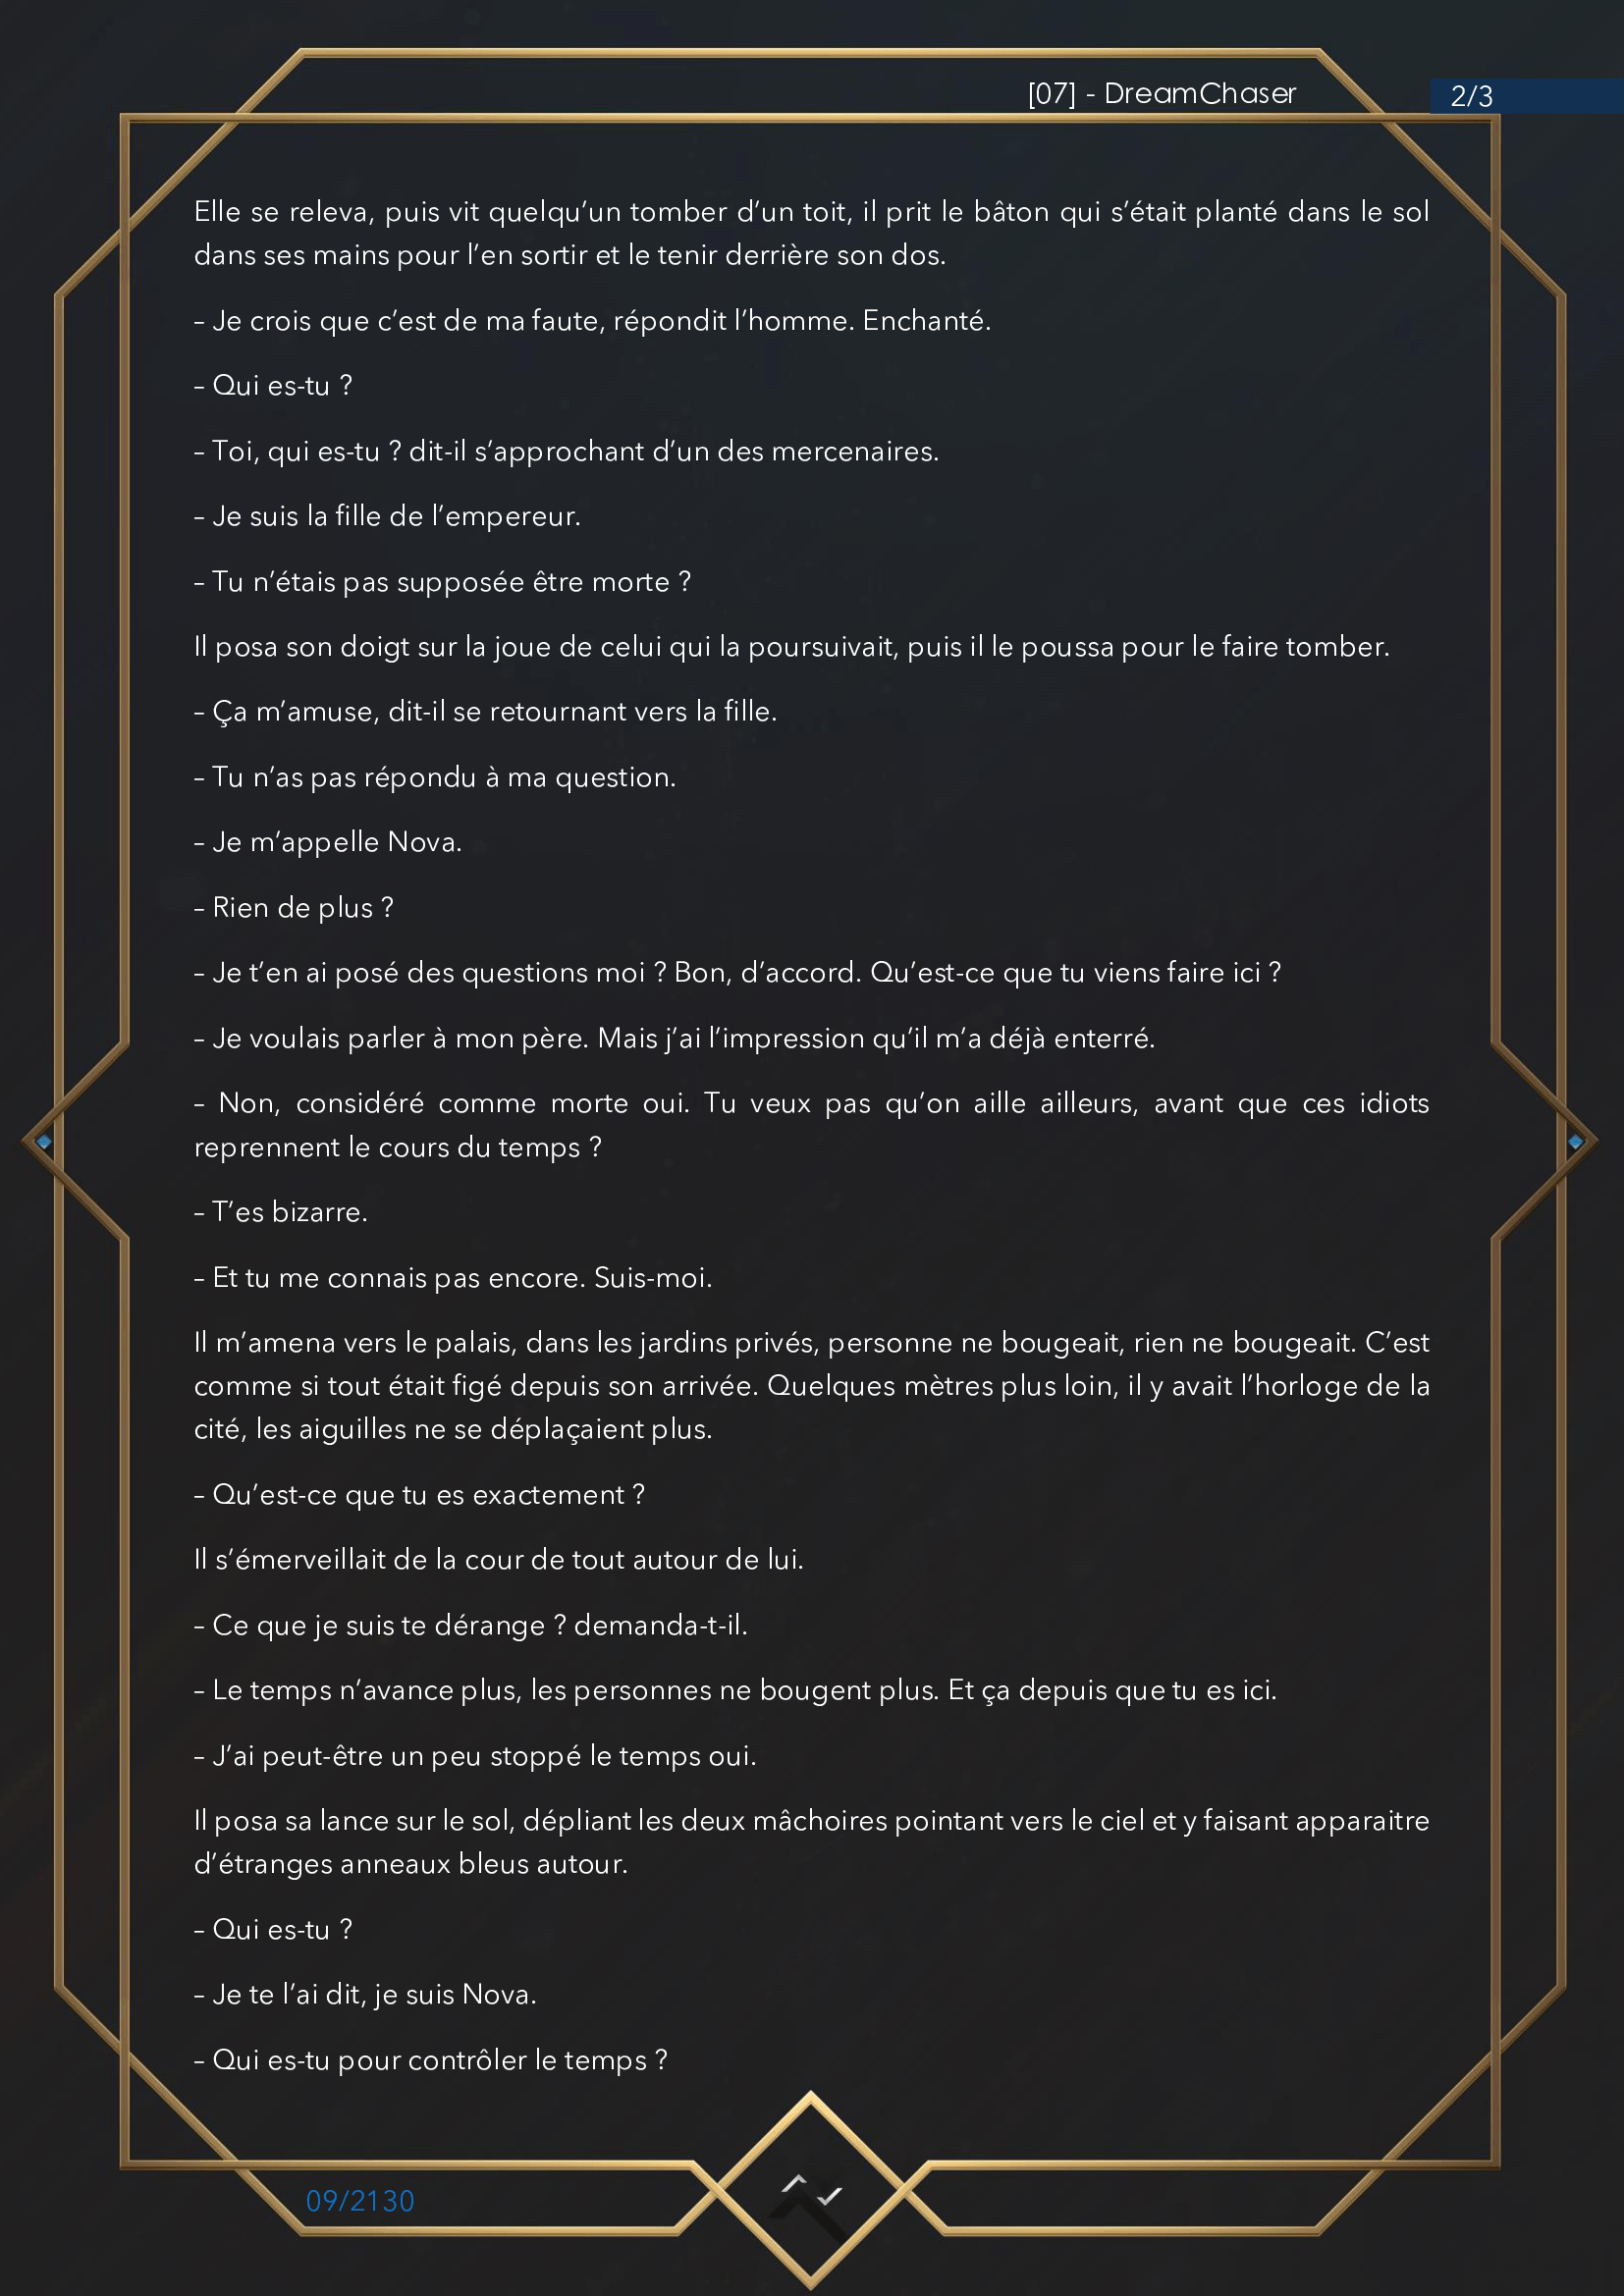 [07] - DreamChaser
2/3
Elle se releva, puis vit quelqu’un tomber d’un toit, il prit le bâton qui s’était planté dans le sol
dans ses mains pour l’en sortir et le tenir derrière son dos.
– Je crois que c’est de ma faute, répondit l’homme. Enchanté.
– Qui es-tu ?
– Toi, qui es-tu ? dit-il s’approchant d’un des mercenaires.
– Je suis la fille de l’empereur.
– Tu n’étais pas supposée être morte ?
Il posa son doigt sur la joue de celui qui la poursuivait, puis il le poussa pour le faire tomber.
– Ça m’amuse, dit-il se retournant vers la fille.
– Tu n’as pas répondu à ma question.
– Je m’appelle Nova.
– Rien de plus ?
– Je t’en ai posé des questions moi ? Bon, d’accord. Qu’est-ce que tu viens faire ici ?
– Je voulais parler à mon père. Mais j’ai l’impression qu’il m’a déjà enterré.
– Non, considéré comme morte oui. Tu veux pas qu’on aille ailleurs, avant que ces idiots
reprennent le cours du temps ?
– T’es bizarre.
– Et tu me connais pas encore. Suis-moi.
Il m’amena vers le palais, dans les jardins privés, personne ne bougeait, rien ne bougeait. C’est
comme si tout était figé depuis son arrivée. Quelques mètres plus loin, il y avait l’horloge de la
cité, les aiguilles ne se déplaçaient plus.
– Qu’est-ce que tu es exactement ?
Il s’émerveillait de la cour de tout autour de lui.
– Ce que je suis te dérange ? demanda-t-il.
– Le temps n’avance plus, les personnes ne bougent plus. Et ça depuis que tu es ici.
– J’ai peut-être un peu stoppé le temps oui.
Il posa sa lance sur le sol, dépliant les deux mâchoires pointant vers le ciel et y faisant apparaitre
d’étranges anneaux bleus autour.
– Qui es-tu ?
– Je te l’ai dit, je suis Nova.
– Qui es-tu pour contrôler le temps ?
09/2130